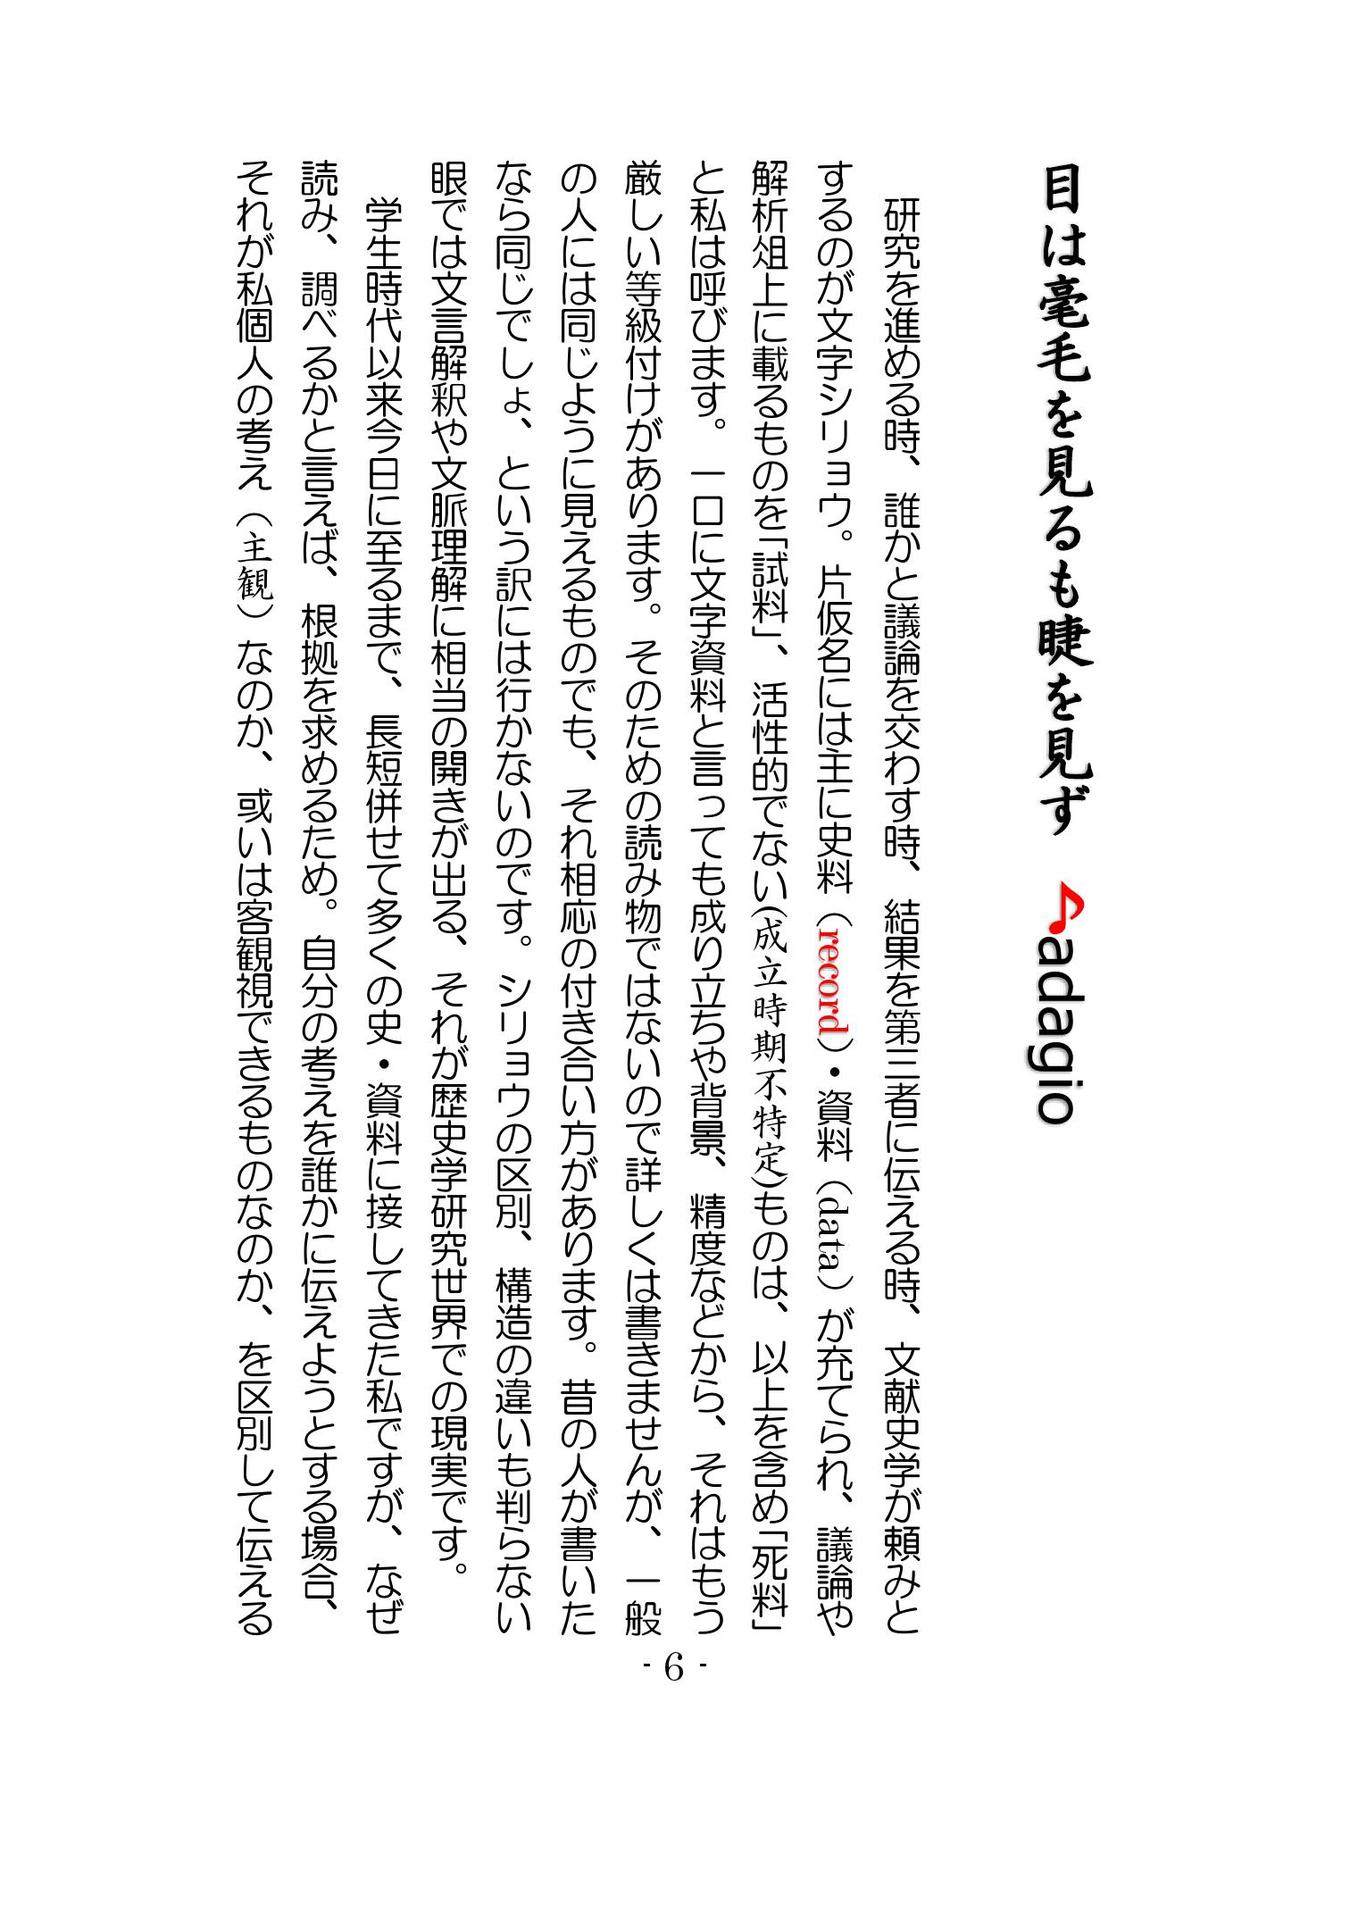 目は毫毛を見るも睫を見ず ♪adagio
研究を進める時、誰かと議論を交わす時、結果を第三者に伝える時、文献史学が頼みと
するのが文字シリョウ。片仮名には主に史料（record）・資料（data）が充てられ、議論や
解析俎上に載るものを「試料」、活性的でない(成立時期不特定)ものは、以上を含め「死料」
と私は呼びます。一口に文字資料と言っても成り立ちや背景、精度などから、それはもう
厳しい等級付けがあります。そのための読み物ではないので詳しくは書きませんが、一般
の人には同じように見えるものでも、それ相応の付き合い方があります。昔の人が書いた
なら同じでしょ、という訳には行かないのです。シリョウの区別、構造の違いも判らない
眼では文言解釈や文脈理解に相当の開きが出る、それが歴史学研究世界での現実です。
学生時代以来今日に至るまで、長短併せて多くの史・資料に接してきた私ですが、なぜ
読み、調べるかと言えば、根拠を求めるため。自分の考えを誰かに伝えようとする場合、
それが私個人の考え（主観）なのか、或いは客観視できるものなのか、を区別して伝える
- 6 -